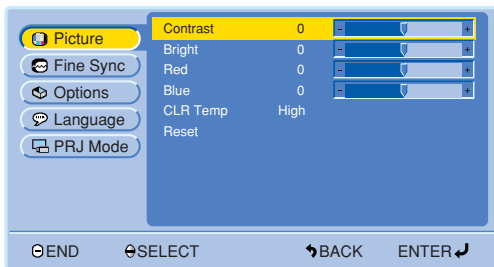 Picture
Fine Sync
Options
Language
PRJ Mode
Contrast 0 - +
Bright 0 - +
Red 0 - +
Blue 0 - +
CLR Temp High
Reset
END SELECT BACK ENTER